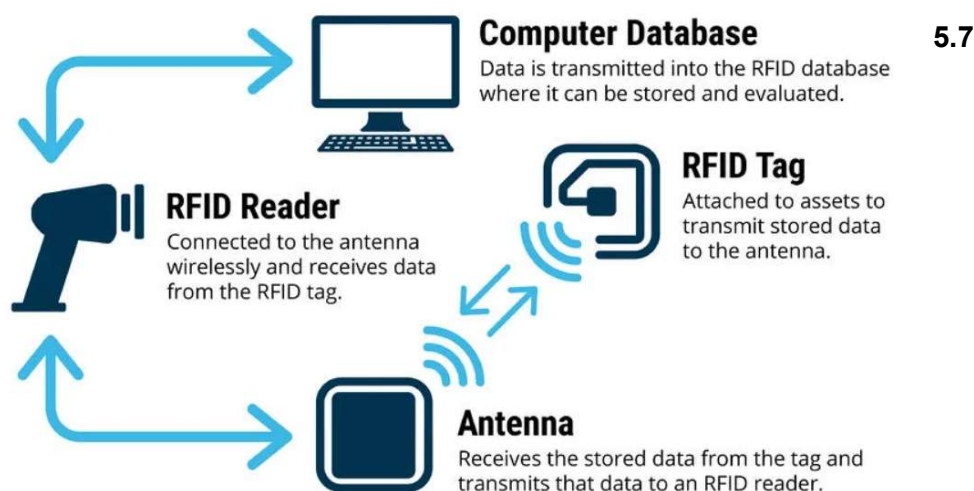 Computer Database
Data is transmitted into the RFID database
where it can be stored and evaluated.
5.7
RFID Tag
Attached to assets to
transmit stored data
to the antenna.
RFID Reader
Connected to the antenna
wirelessly and receives data
from the RFID tag.
Antenna
Receives the stored data from the tag and
transmits that data to an RFID reader.